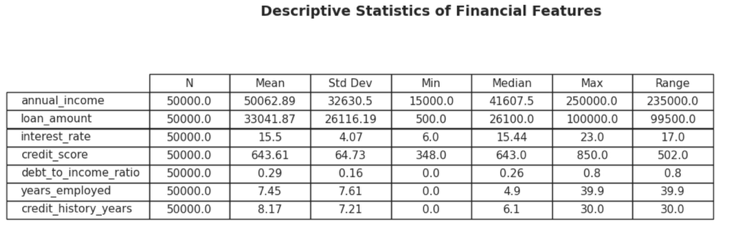 Descriptive Statistics of Financial Features
N Mean Std Dev Min Median Max Range
annual_income 50000.0 50062.89 32630.5 15000.0 41607.5 250000.0 235000.0
loan_amount 50000.0 33041.87 26116.19 500.0 26100.0 100000.0 99500.0
interest_rate 50000.0 15.5 4.07 6.0 15.44 23.0 17.0
credit_score 50000.0 643.61 64.73 348.0 643.0 850.0 502.0
debt_to_income_ratio 50000.0 0.29 0.16 0.0 0.26 0.8 0.8
years_employed 50000.0 7.45 7.61 0.0 4.9 39.9 39.9
credit_history_years 50000.0 8.17 7.21 0.0 6.1 30.0 30.0